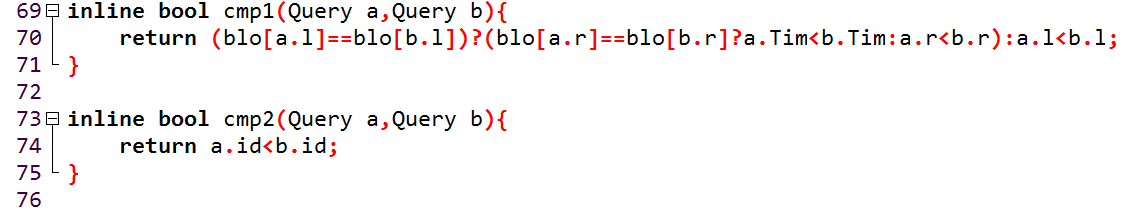 69 inline bool cmp1(Query a,Query b){
70     return (blo[a.l]==blo[b.l])?(blo[a.r]==blo[b.r]?a.Tim<b.Tim:a.r<b.r):a.l<b.l;
71 }
72
73 inline bool cmp2(Query a,Query b){
74     return a.id<b.id;
75 }
76